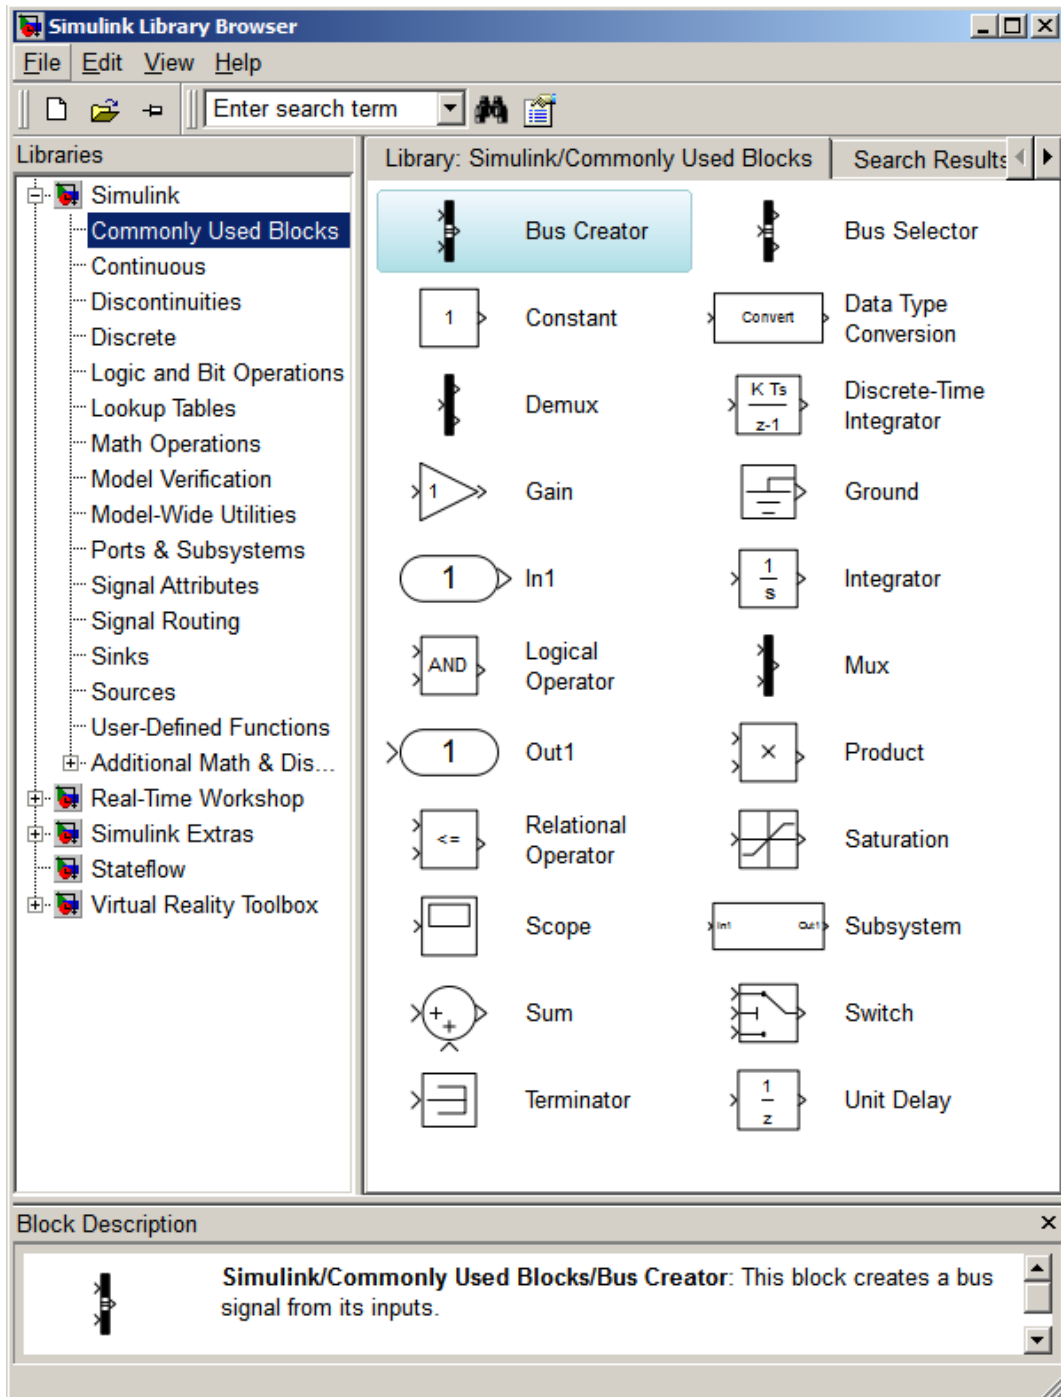 Simulink Library Browser
File Edit View Help
Enter search term
Libraries
Simulink
Commonly Used Blocks
Continuous
Discontinuities
Discrete
Logic and Bit Operations
Lookup Tables
Math Operations
Model Verification
Model-Wide Utilities
Ports & Subsystems
Signal Attributes
Signal Routing
Sinks
Sources
User-Defined Functions
Additional Math & Dis...
Real-Time Workshop
Simulink Extras
Stateflow
Virtual Reality Toolbox
Library: Simulink/Commonly Used Blocks
Search Results
Bus Creator
Bus Selector
1
Constant
Convert
Data Type
Conversion
Demux
K Ts
z-1
Discrete-Time
Integrator
1
Gain
Ground
1
In1
1
s
Integrator
AND
Logical
Operator
Mux
1
Out1
×
Product
<=
Relational
Operator
Saturation
Scope
In1
Out1
Subsystem
+
+
Sum
Switch
Terminator
1
z
Unit Delay
Block Description
Simulink/Commonly Used Blocks/Bus Creator: This block creates a bus
signal from its inputs.